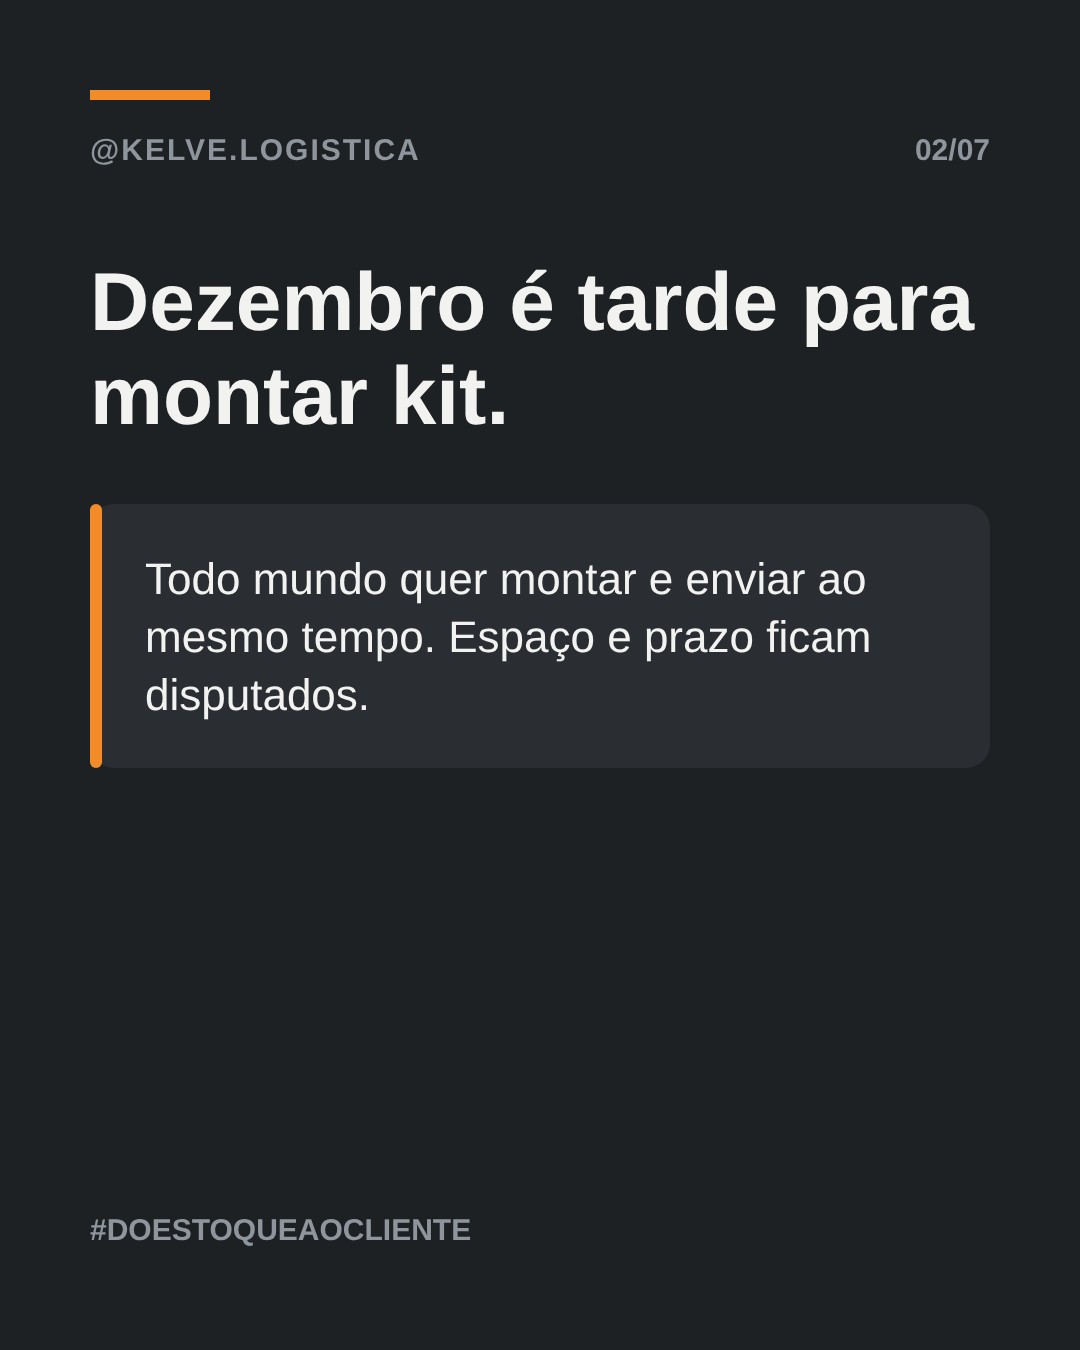 @KELVE.LOGISTICA
02/07
Dezembro é tarde para
montar kit.
Todo mundo quer montar e enviar ao
mesmo tempo. Espaço e prazo ficam
disputados.
#DOESTOQUEAOCLIENTE